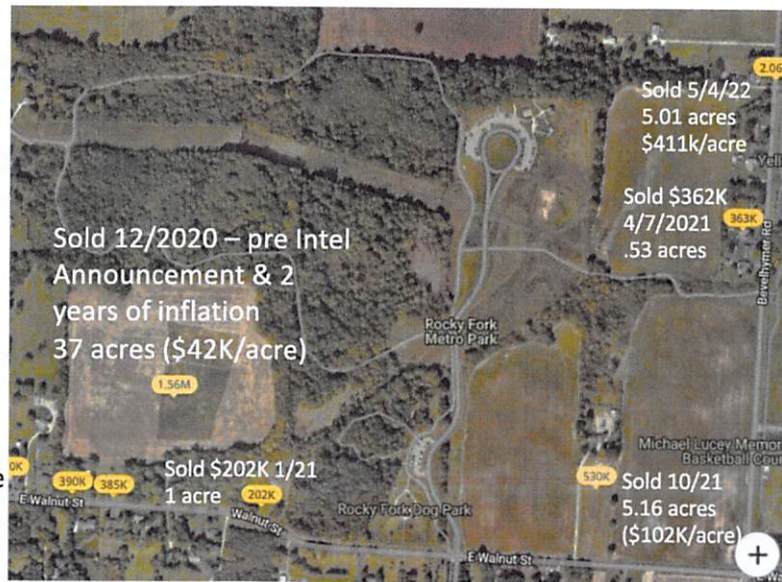 2.06
Sold 5/4/22
5.01 acres
$411k/acre
Sold $362K
4/7/2021
.53 acres
363K
Bevelhymer Rd
Sold 12/2020 – pre Intel
Announcement & 2
years of inflation
37 acres ($42K/acre)
1.56M
Rocky Fork
Metro Park
390K
385K
E Walnut St
Sold $202K 1/21
1 acre
202K
Walnut St
Rocky Fork Dog Park
Michael Lucey Memor
Basketball Cour
530K
Sold 10/21
5.16 acres
($102K/acre)
E Walnut St
+